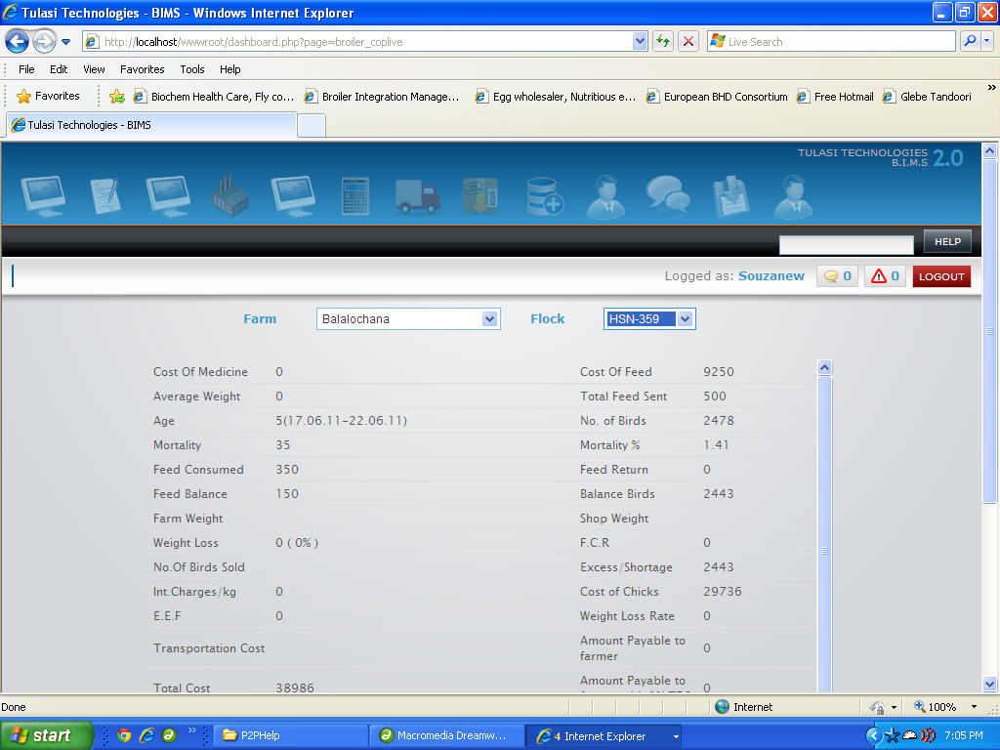 Tulasi Technologies - BIMS - Windows Internet Explorer
http://localhost/wwwroot/dashboard.php?page=broiler_coplive
Live Search
File Edit View Favorites Tools Help
Favorites Biochem Health Care, Fly co... Broiler Integration Manage... Egg wholesaler, Nutritious e... European BHD Consortium Free Hotmail Glebe Tandoori
Tulasi Technologies - BIMS
TULASI TECHNOLOGIES 2.0
B.I.M.S
HELP
Logged as: Souzanew 0 0 LOGOUT
Farm Balalochana Flock HSN-359
Cost Of Medicine 0 Cost Of Feed 9250
Average Weight 0 Total Feed Sent 500
Age 5(17.06.11-22.06.11) No. of Birds 2478
Mortality 35 Mortality % 1.41
Feed Consumed 350 Feed Return 0
Feed Balance 150 Balance Birds 2443
Farm Weight Shop Weight
Weight Loss 0 ( 0% ) F.C.R 0
No.Of Birds Sold Excess/Shortage 2443
Int.Charges/kg 0 Cost of Chicks 29736
E.E.F 0 Weight Loss Rate 0
Transportation Cost Amount Payable to farmer 0
Total Cost 38986 Amount Payable to 0
Done Internet 100%
start P2PHelp Macromedia Dreamw... 4 Internet Explorer 7:05 PM